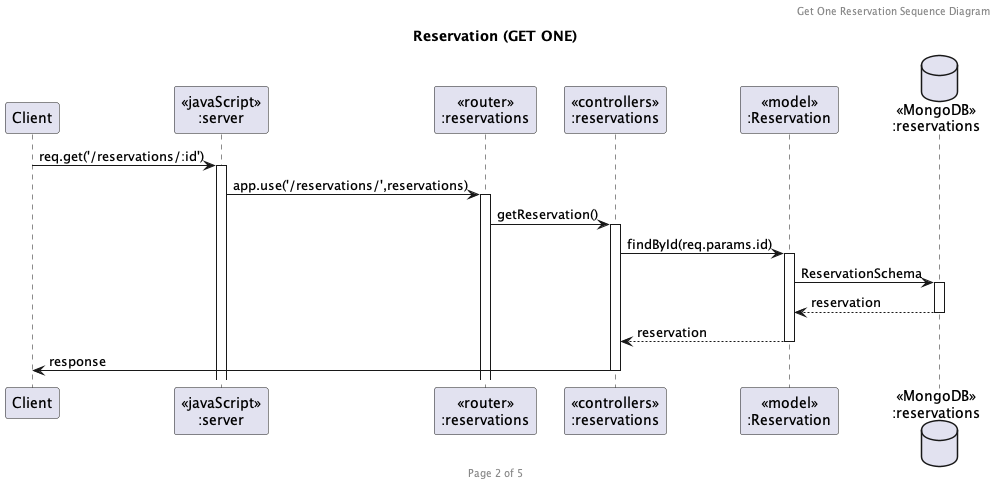 Get One Reservation Sequence Diagram
Reservation (GET ONE)
Client
«javaScript»
:server
«router»
:reservations
«controllers»
:reservations
«model»
:Reservation
«MongoDB»
:reservations
req.get('/reservations/:id')
app.use('/reservations/',reservations)
getReservation()
findById(req.params.id)
ReservationSchema
reservation
reservation
response
Client
«javaScript»
:server
«router»
:reservations
«controllers»
:reservations
«model»
:Reservation
«MongoDB»
:reservations
Page 2 of 5